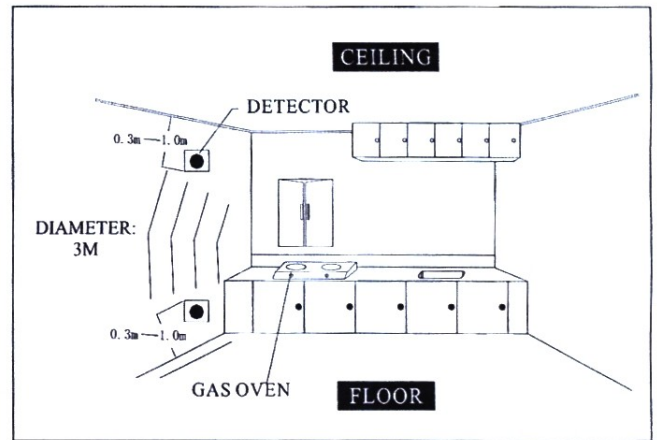 CEILING
DETECTOR
0.3m—1.0m
DIAMETER:
3M
0.3m—1.0m
GAS OVEN
FLOOR